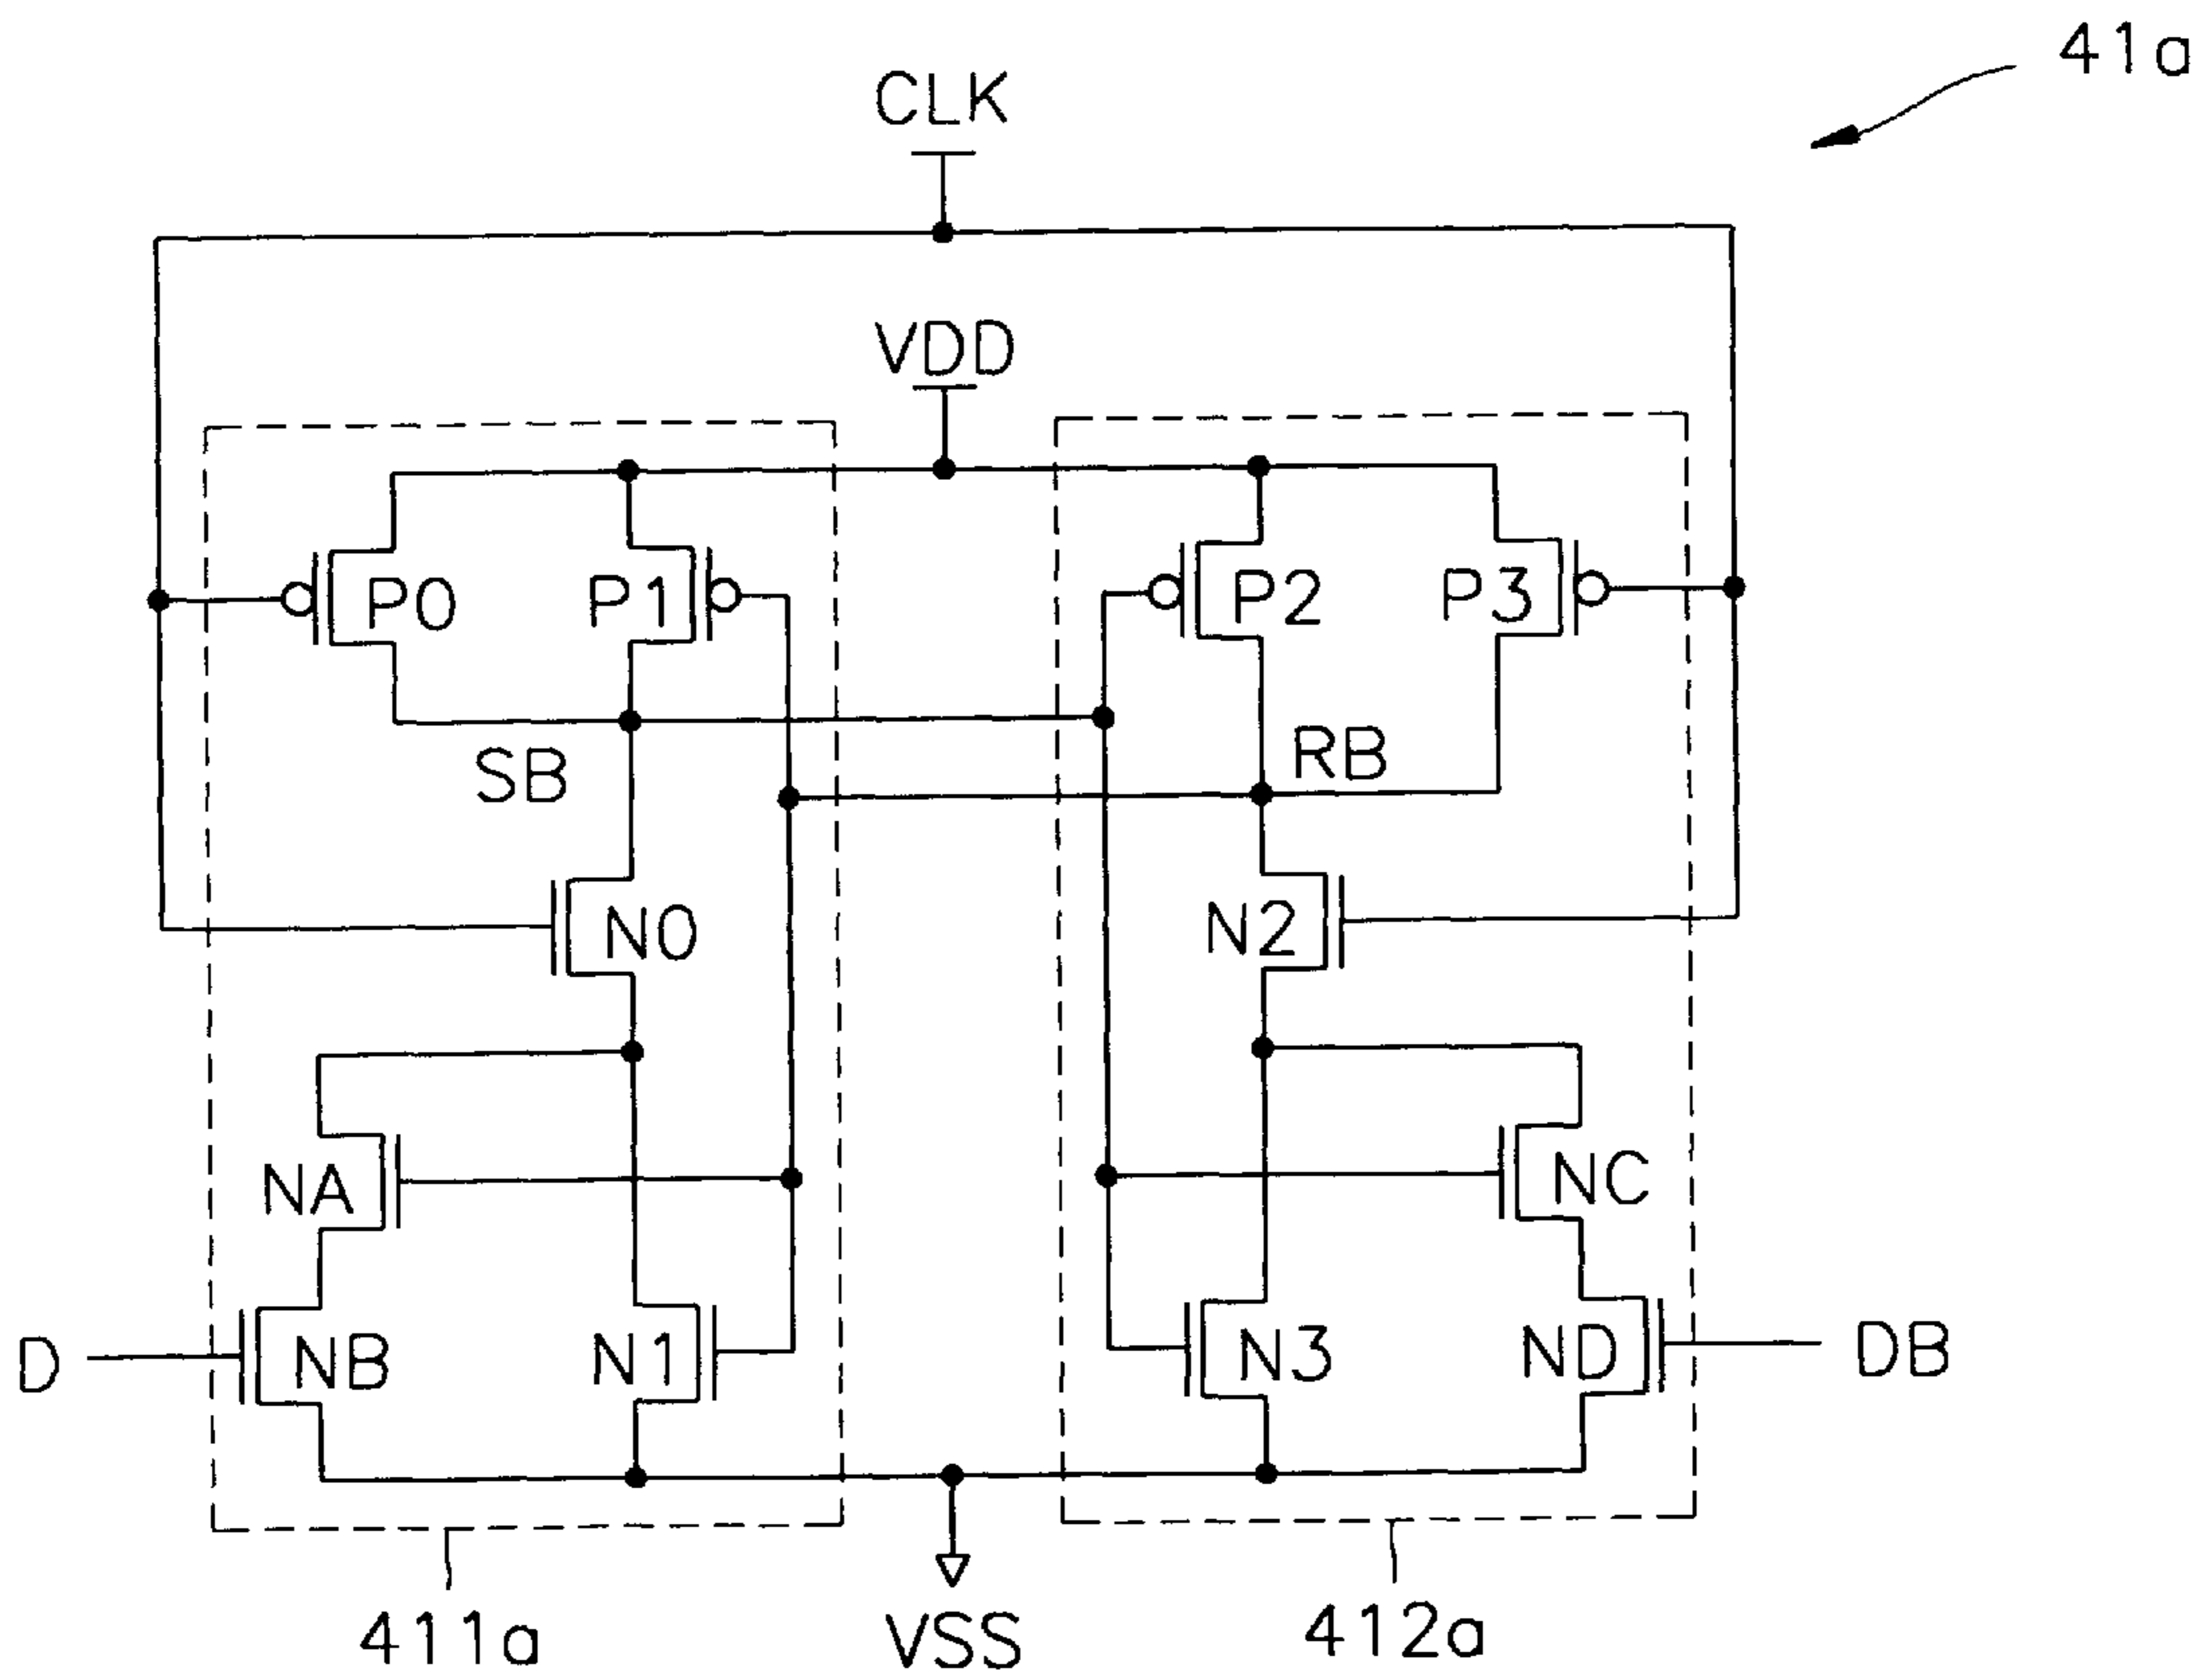 41a
CLK
VDD
P0
P1
P2
P3
SB
RB
N0
N2
NA
NC
D
NB
N1
N3
ND
DB
411a
VSS
412a